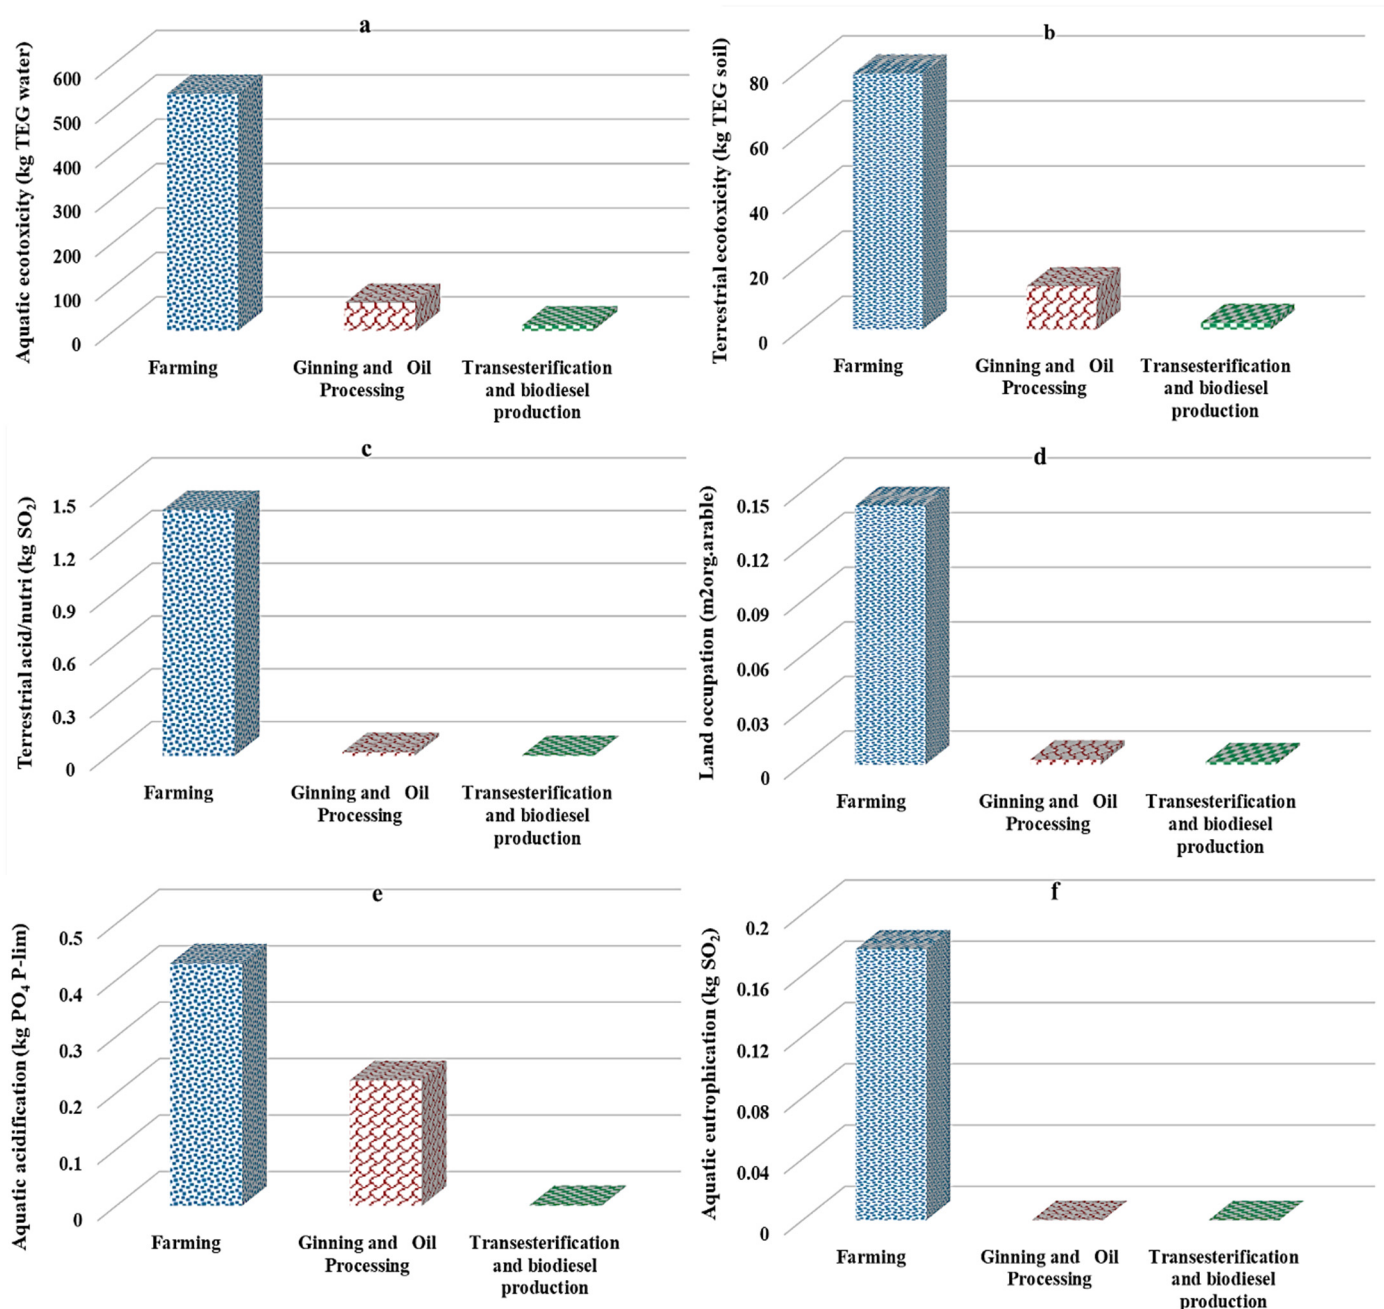 a
Aquatic ecotoxicity (kg TEG water)
600
500
400
300
200
100
0
Farming
Ginning and Oil
Processing
Transesterification
and biodiesel
production
b
Terrestrial ecotoxicity (kg TEG soil)
80
60
40
20
0
Farming
Ginning and Oil
Processing
Transesterification
and biodiesel
production
c
Terrestrial acid/nutri (kg SO2)
1.5
1.2
0.9
0.6
0.3
0
Farming
Ginning and Oil
Processing
Transesterification
and biodiesel
production
d
Land occupation (m2org.arable)
0.15
0.12
0.09
0.06
0.03
0
Farming
Ginning and Oil
Processing
Transesterification
and biodiesel
production
e
Aquatic acidification (kg PO4 P-lim)
0.5
0.4
0.3
0.2
0.1
0
Farming
Ginning and Oil
Processing
Transesterification
and biodiesel
production
f
Aquatic eutrophication (kg SO2)
0.2
0.16
0.12
0.08
0.04
0
Farming
Ginning and Oil
Processing
Transesterification
and biodiesel
production